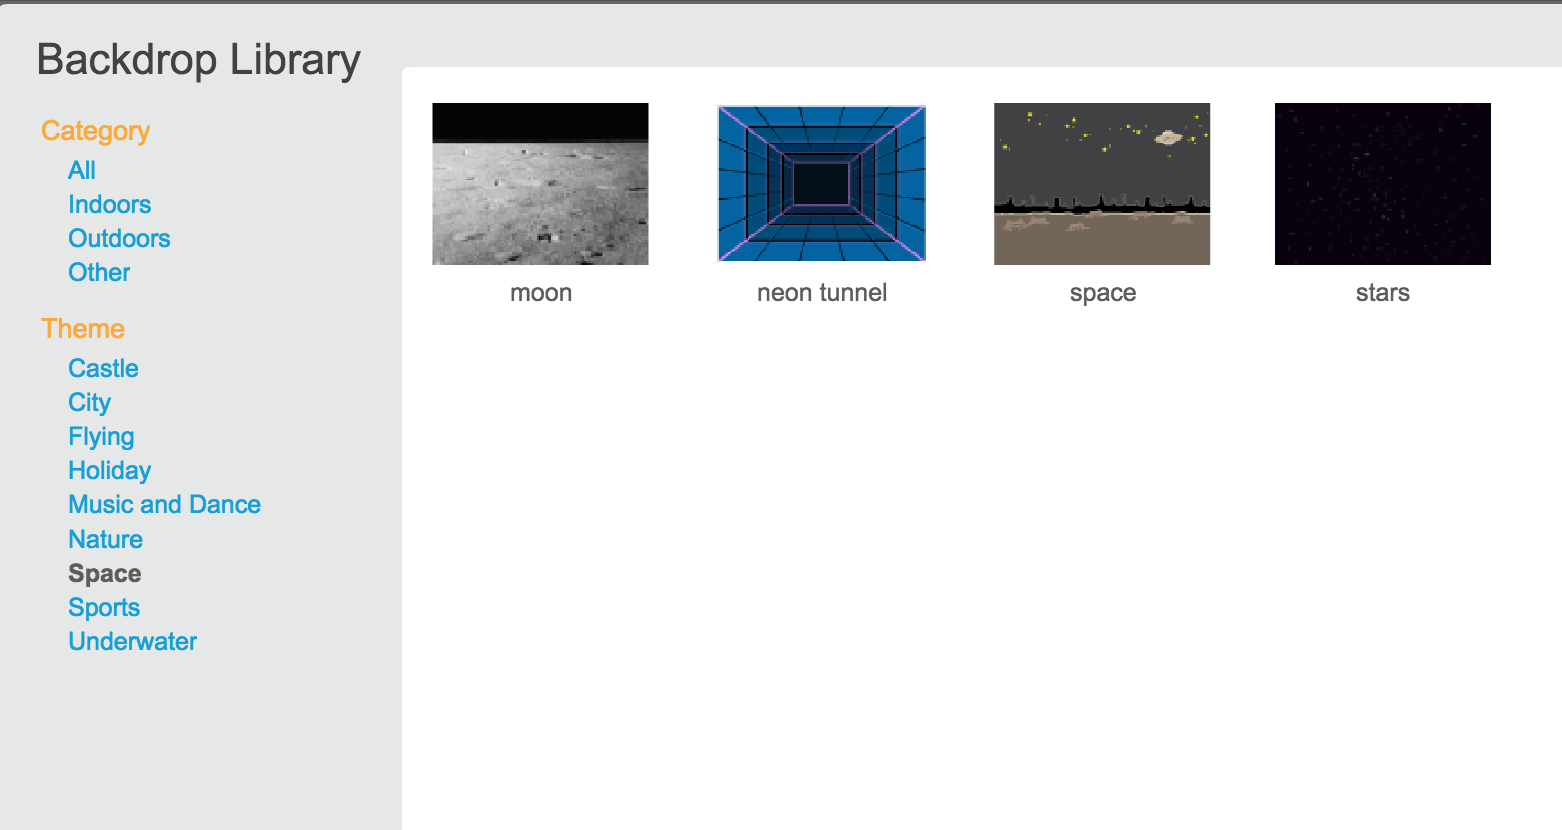 Backdrop Library
Category
All
Indoors
Outdoors
Other
Theme
Castle
City
Flying
Holiday
Music and Dance
Nature
Space
Sports
Underwater
moon
neon tunnel
space
stars